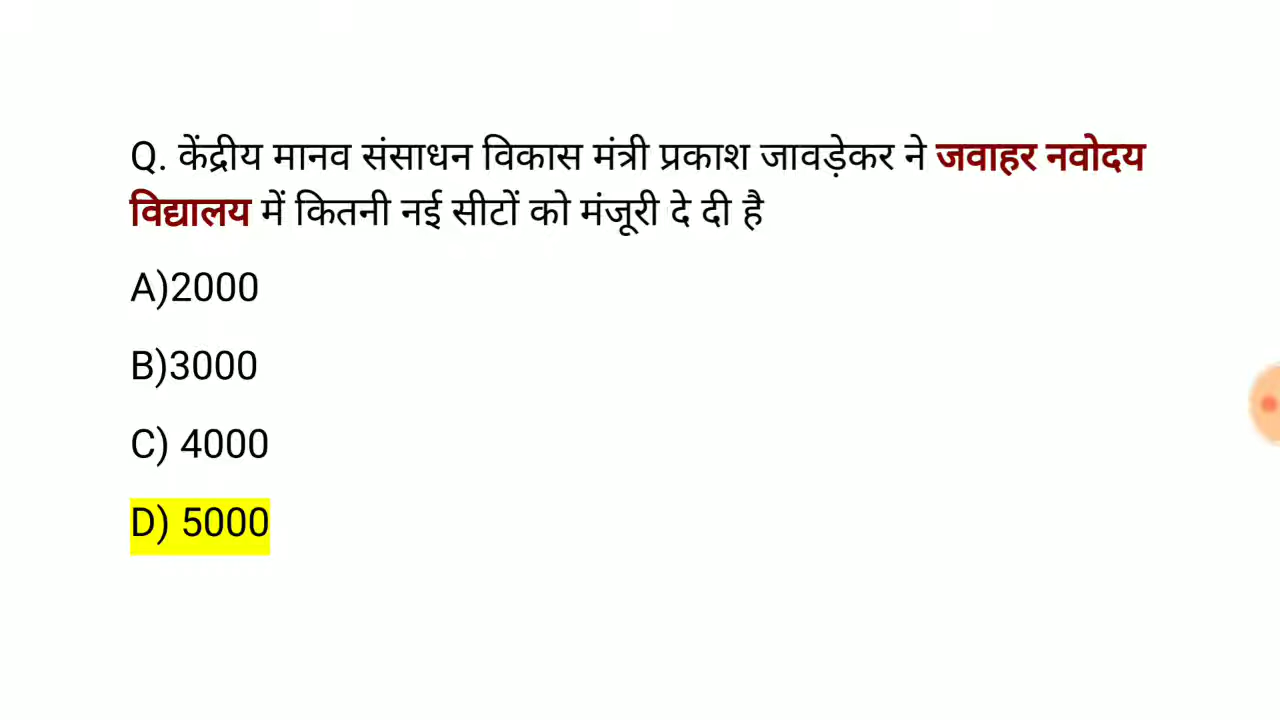 Q. केंद्रीय मानव संसाधन विकास मंत्री प्रकाश जावड़ेकर ने जवाहर नवोदय
विद्यालय में कितनी नई सीटों को मंजूरी दे दी है
A)2000
B)3000
C) 4000
D) 5000